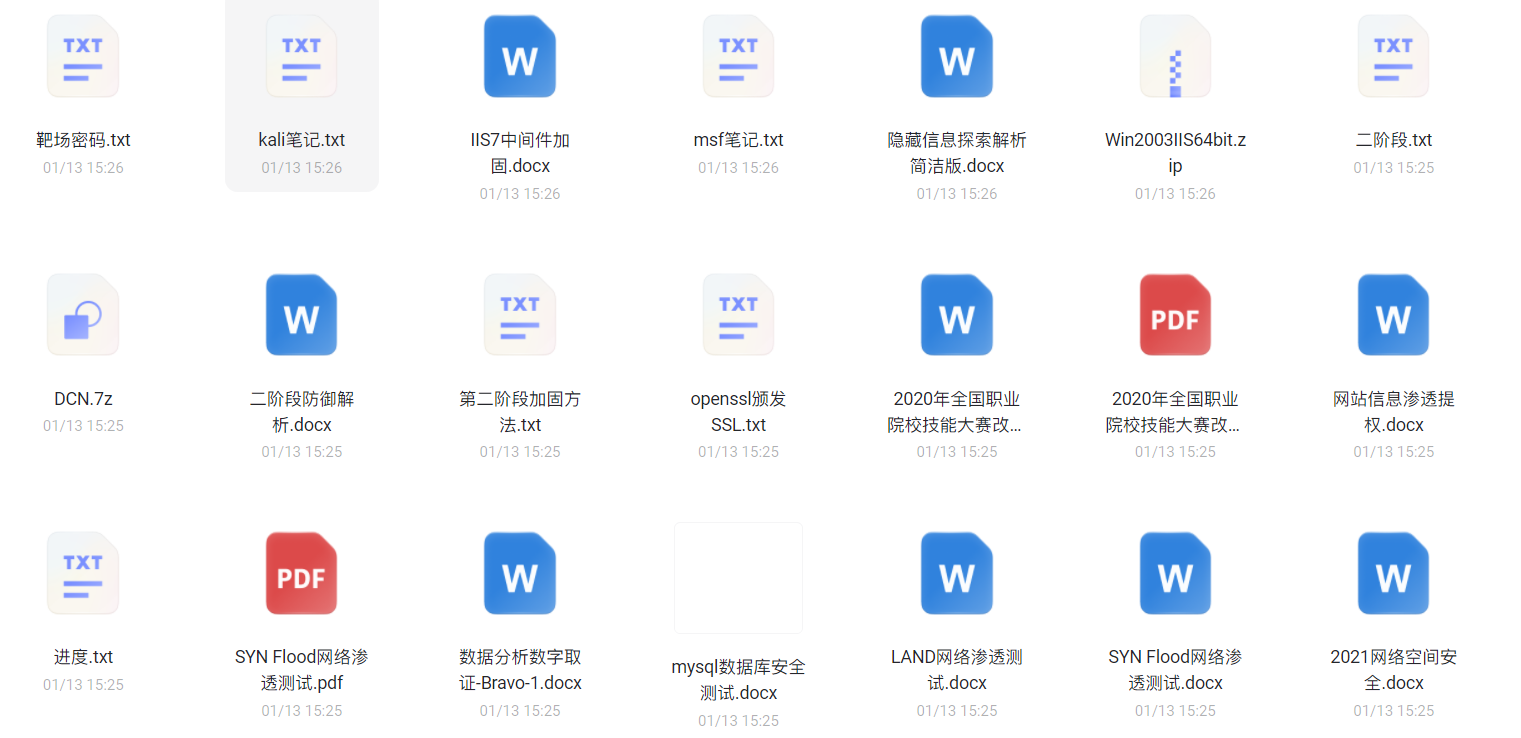 TXT
TXT
W
TXT
W
TXT
靶场密码.txt
kali笔记.txt
IIS7中间件加
固.docx
msf笔记.txt
隐藏信息探索解析
简洁版.docx
Win2003IIS64bit.z
ip
二阶段.txt
01/13 15:26
01/13 15:26
01/13 15:26
01/13 15:26
01/13 15:26
01/13 15:26
01/13 15:25
W
TXT
TXT
W
PDF
W
DCN.7z
二阶段防御解
析.docx
第二阶段加固方
法.txt
openssl颁发
SSL.txt
2020年全国职业
院校技能大赛改...
2020年全国职业
院校技能大赛改...
网站信息渗透提
权.docx
01/13 15:25
01/13 15:25
01/13 15:25
01/13 15:25
01/13 15:25
01/13 15:25
01/13 15:25
TXT
PDF
W
W
W
W
进度.txt
SYN Flood网络渗
透测试.pdf
数据分析数字取
证-Bravo-1.docx
mysql数据库安全
测试.docx
LAND网络渗透测
试.docx
SYN Flood网络渗
透测试.docx
2021网络空间安
全.docx
01/13 15:25
01/13 15:25
01/13 15:25
01/13 15:25
01/13 15:25
01/13 15:25
01/13 15:25